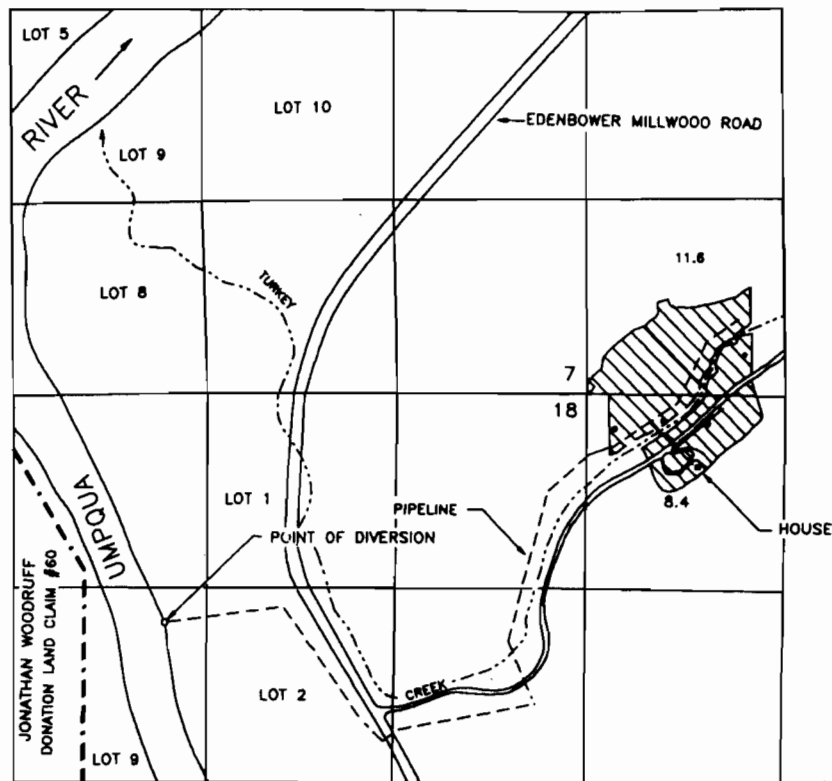 LOT 5
RIVER
LOT 10
EDENBOWER MILLWOOD ROAD
LOT 9
LOT 8
TURKEY
11.6
7
18
LOT 1
PIPELINE
8.4
HOUSE
UMPQUA
POINT OF DIVERSION
JONATHAN WOODRUFF
DONATION LAND CLAIM #60
LOT 2
CREEK
LOT 9